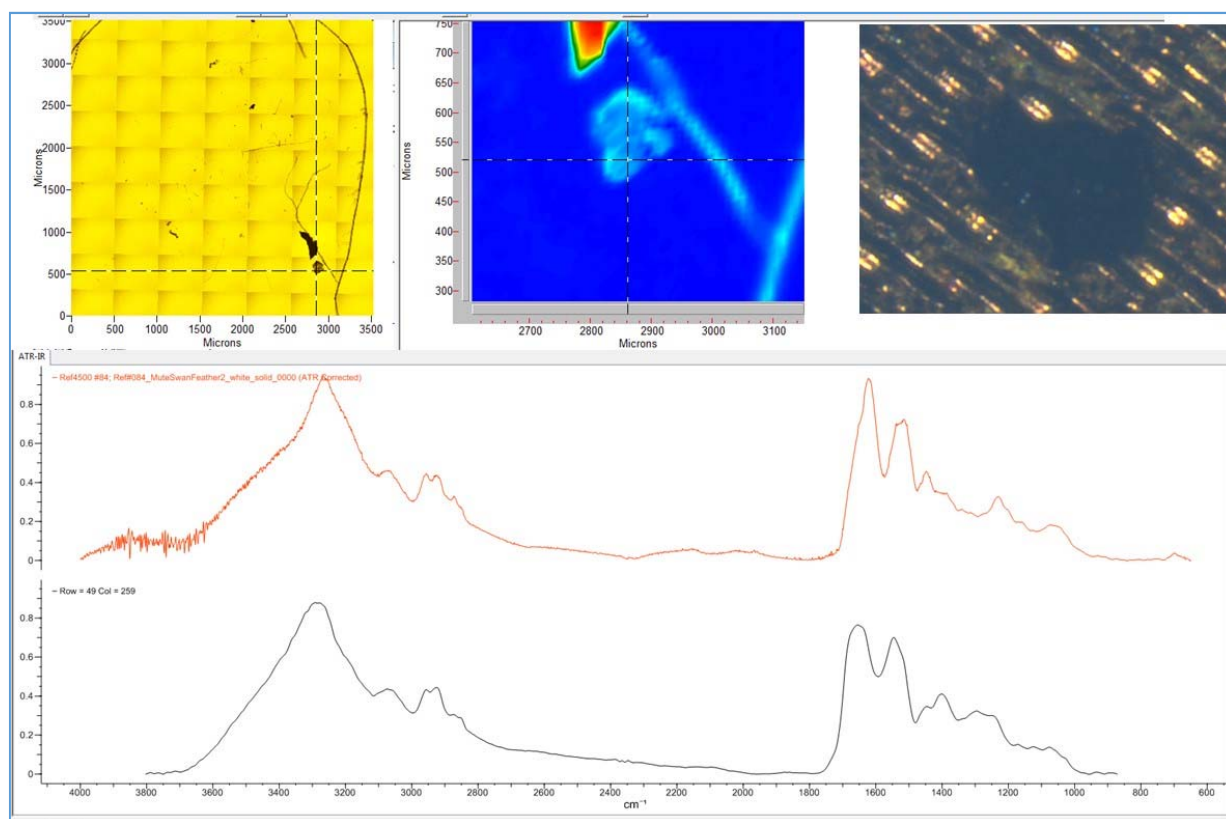 3500
3000
2500
2000
1500
1000
500
0
Microns
0 500 1000 1500 2000 2500 3000 3500
Microns
750
700
650
600
550
500
450
400
350
300
Microns
2700 2800 2900 3000 3100
Microns
ATR-IR
– Ref4500 #84: Ref#084_MuteSwanFeather2_white_solid_0000 (ATR Corrected)
0.8
0.6
0.4
0.2
0
– Row = 49 Col = 259
0.8
0.6
0.4
0.2
0
4000 3800 3600 3400 3200 3000 2800 2600 2400 2200 2000 1800 1600 1400 1200 1000 800 600
cm⁻¹